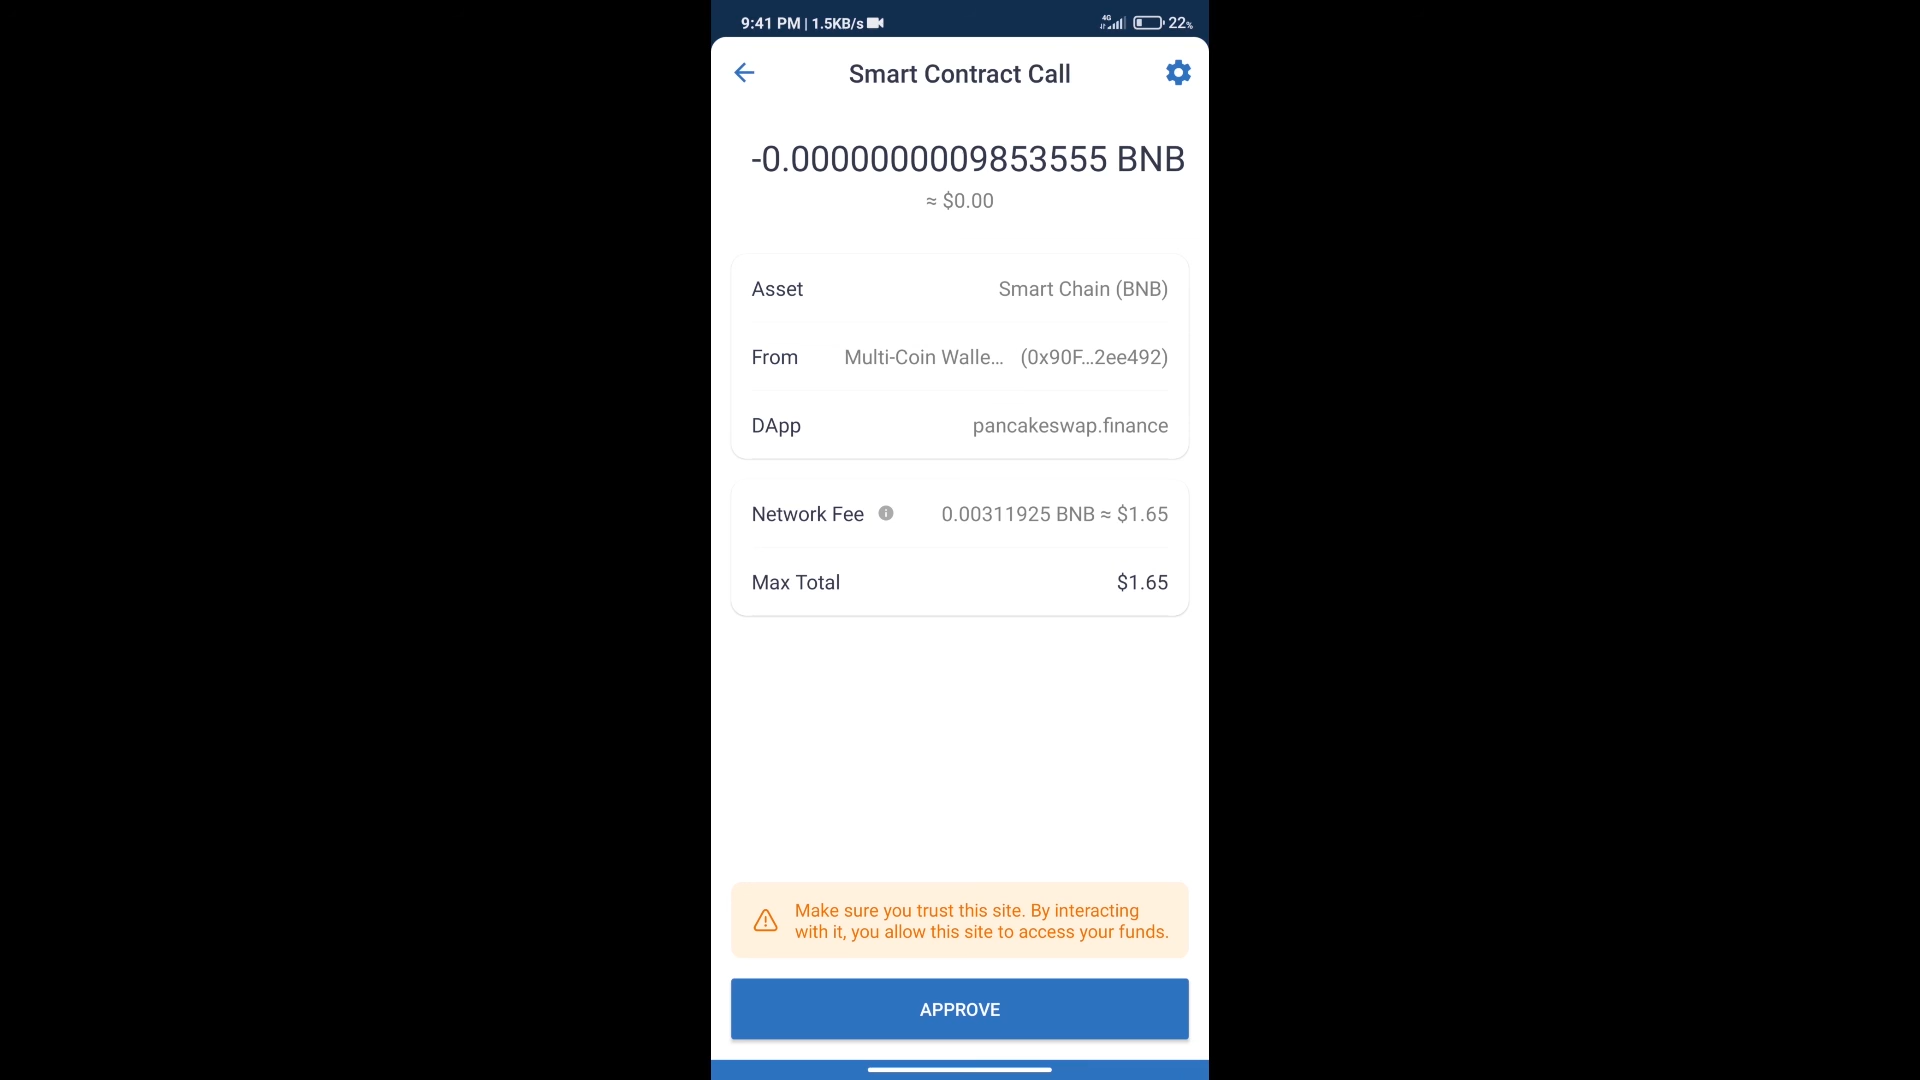 9:41 PM | 1.5KB/s 4G 22%
Smart Contract Call
-0.0000000009853555 BNB
≈ $0.00
Asset Smart Chain (BNB)
From Multi-Coin Walle... (0x90F...2ee492)
DApp pancakeswap.finance
Network Fee 0.00311925 BNB ≈ $1.65
Max Total $1.65
Make sure you trust this site. By interacting
with it, you allow this site to access your funds.
APPROVE